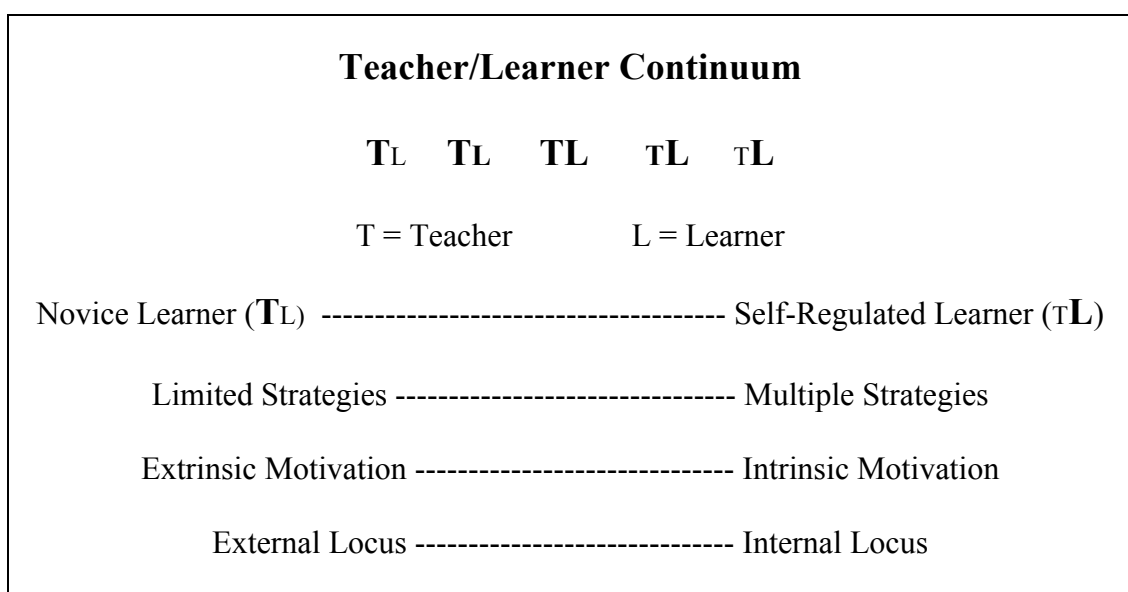 Teacher/Learner Continuum
TL TL TL TL TL
T = Teacher L = Learner
Novice Learner (TL) -------------------------------------- Self-Regulated Learner (TL)
Limited Strategies -------------------------------- Multiple Strategies
Extrinsic Motivation ------------------------------ Intrinsic Motivation
External Locus ------------------------------ Internal Locus